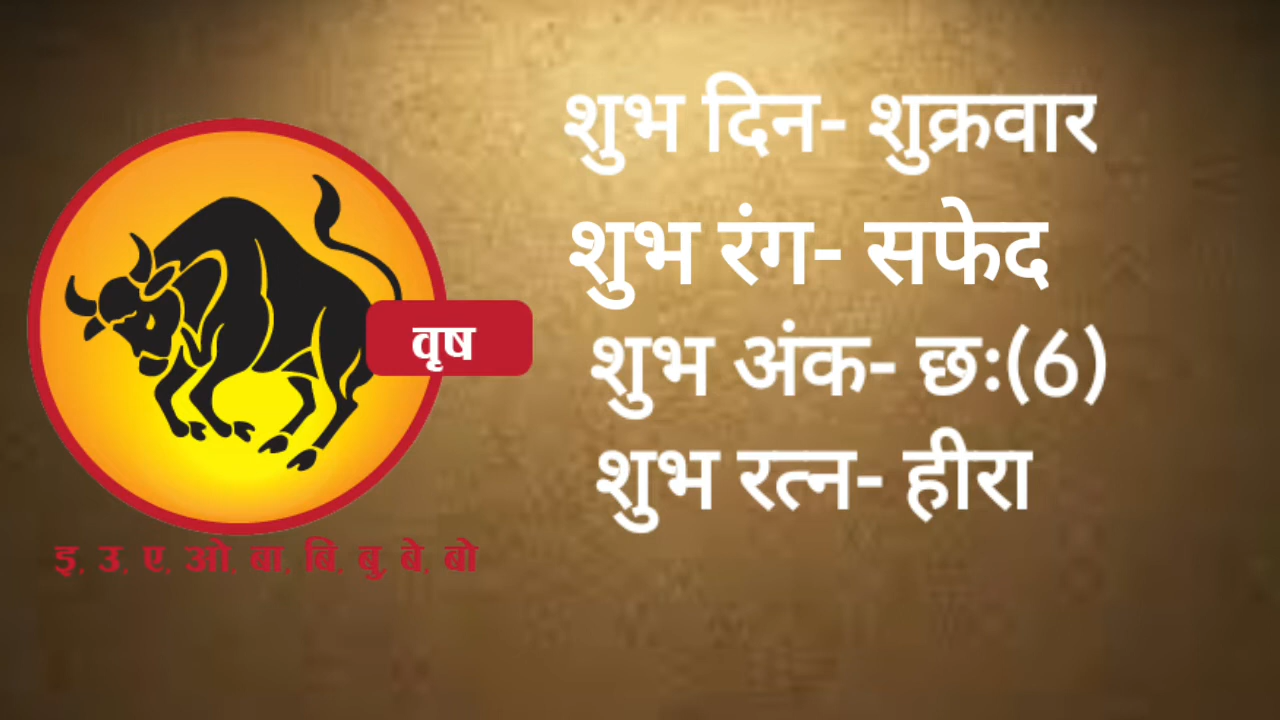 शुभ दिन- शुक्रवार
शुभ रंग- सफेद
शुभ अंक- छः(6)
शुभ रत्न- हीरा
वृष
इ, उ, ए, ओ, वा, बि, बु, बे, बो